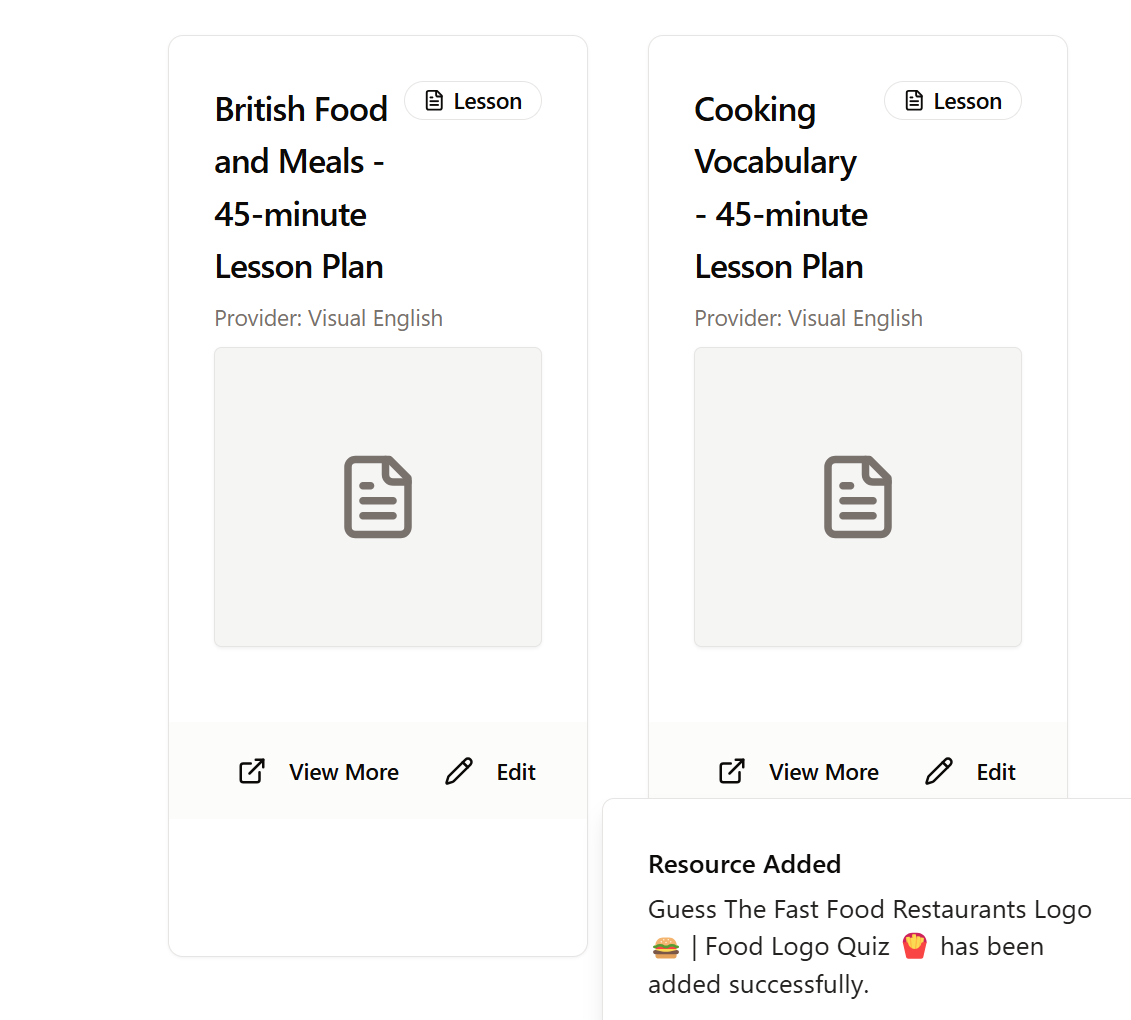 British Food
and Meals -
45-minute
Lesson Plan
Lesson
Provider: Visual English
View More
Edit
Cooking
Vocabulary
- 45-minute
Lesson Plan
Lesson
Provider: Visual English
View More
Edit
Resource Added
Guess The Fast Food Restaurants Logo
🍔 | Food Logo Quiz 🍟 has been
added successfully.